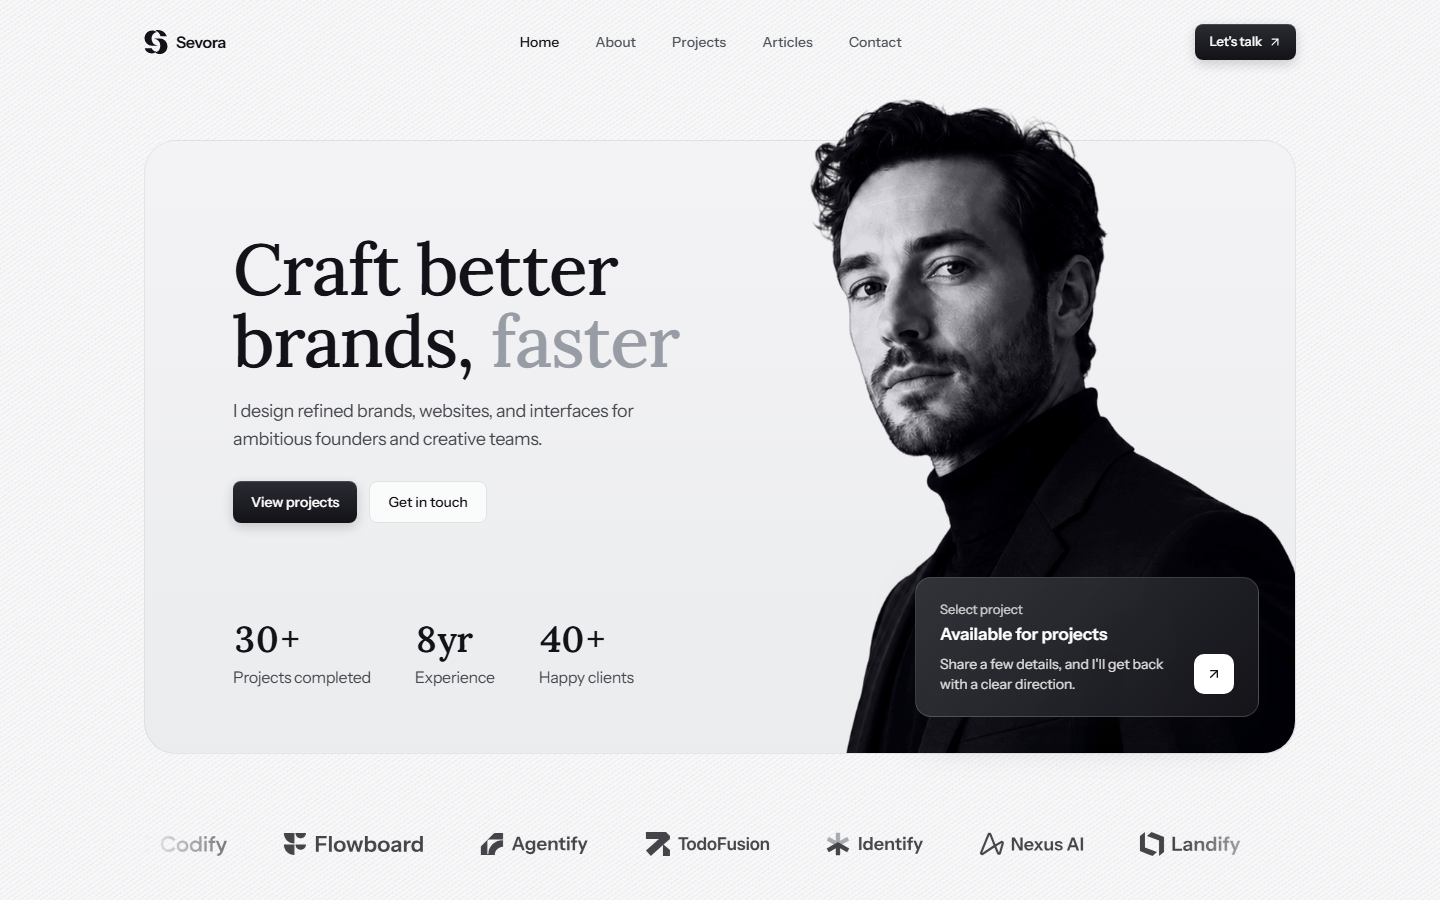 Sevora
Home
About
Projects
Articles
Contact
Let's talk
Craft better
brands, faster
I design refined brands, websites, and interfaces for
ambitious founders and creative teams.
View projects
Get in touch
30+
Projects completed
8yr
Experience
40+
Happy clients
Select project
Available for projects
Share a few details, and I'll get back
with a clear direction.
Codify
Flowboard
Agentify
TodoFusion
Identify
Nexus AI
Landify